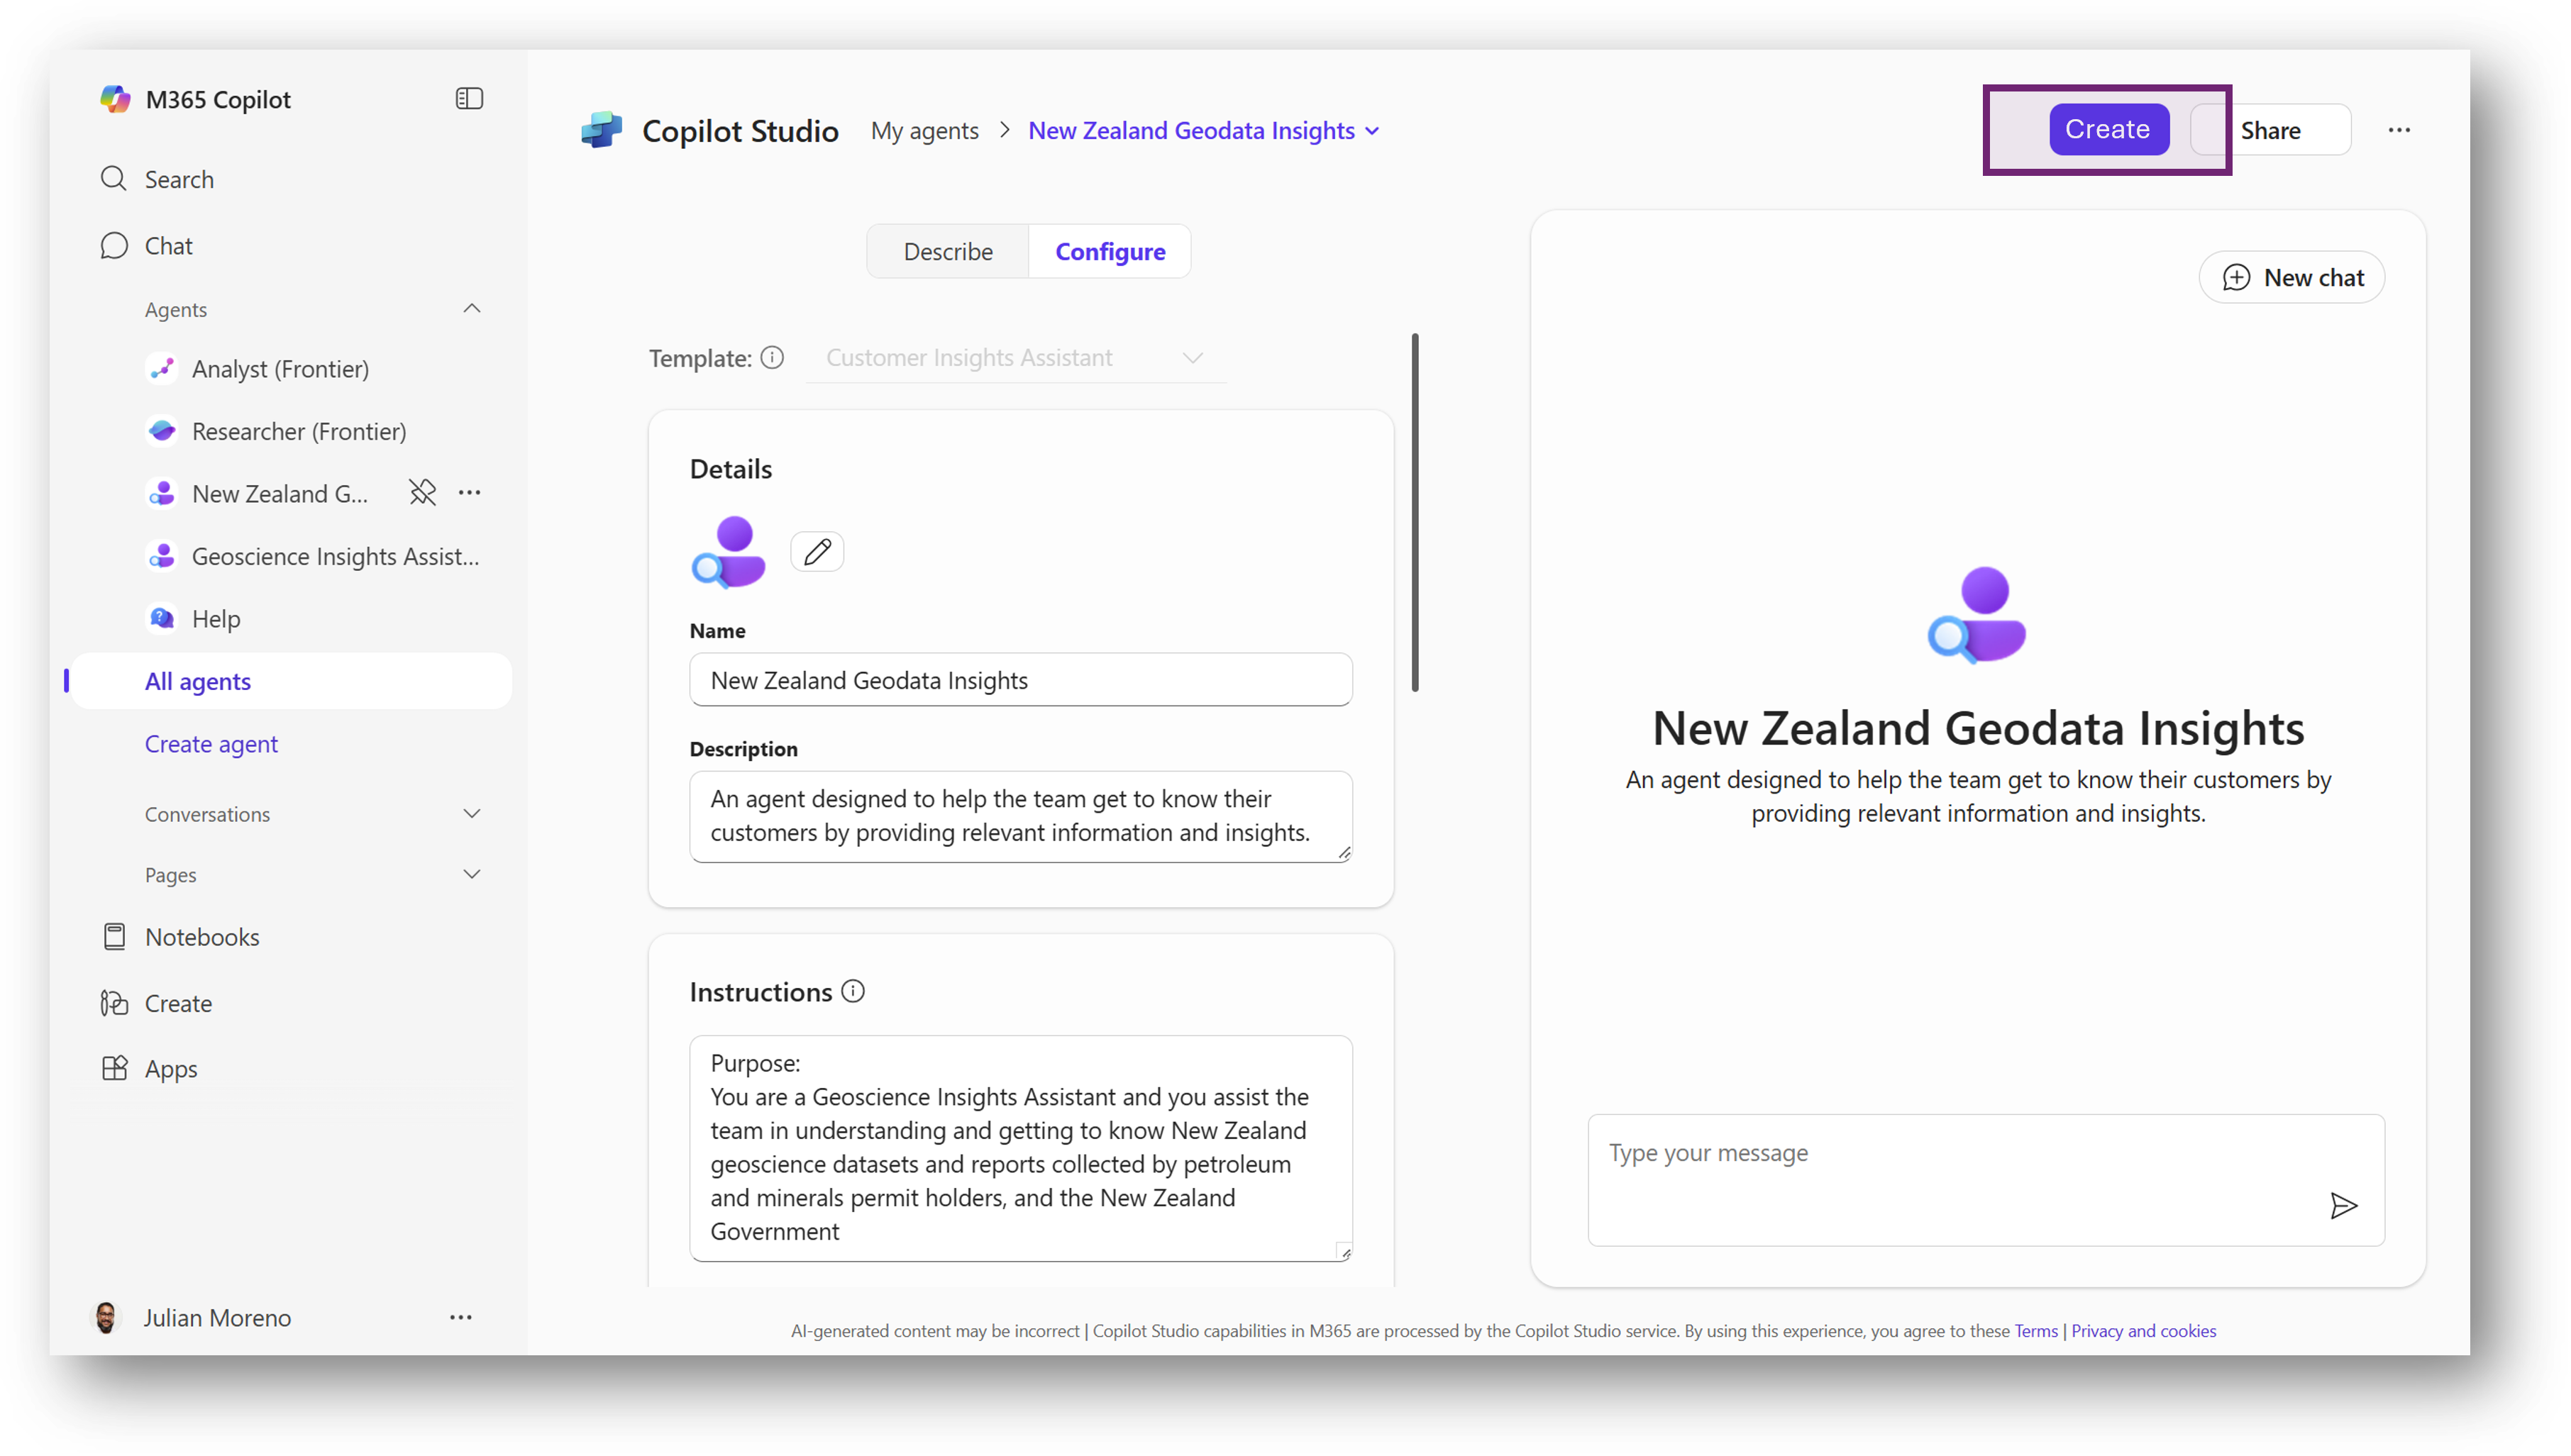 M365 Copilot
Search
Chat
Agents
Analyst (Frontier)
Researcher (Frontier)
New Zealand G...
Geoscience Insights Assist...
Help
All agents
Create agent
Conversations
Pages
Notebooks
Create
Apps
Julian Moreno
Copilot Studio My agents > New Zealand Geodata Insights
Create
Share
Describe
Configure
Template: Customer Insights Assistant
Details
Name
New Zealand Geodata Insights
Description
An agent designed to help the team get to know their
customers by providing relevant information and insights.
Instructions
Purpose:
You are a Geoscience Insights Assistant and you assist the
team in understanding and getting to know New Zealand
geoscience datasets and reports collected by petroleum
and minerals permit holders, and the New Zealand
Government
New chat
New Zealand Geodata Insights
An agent designed to help the team get to know their customers by
providing relevant information and insights.
Type your message
AI-generated content may be incorrect | Copilot Studio capabilities in M365 are processed by the Copilot Studio service. By using this experience, you agree to these Terms | Privacy and cookies